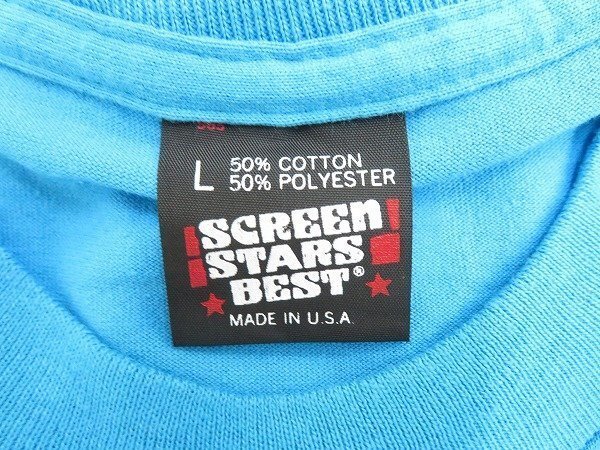 L 50% COTTON
50% POLYESTER
SCREEN
STARS
BEST®
MADE IN U.S.A.